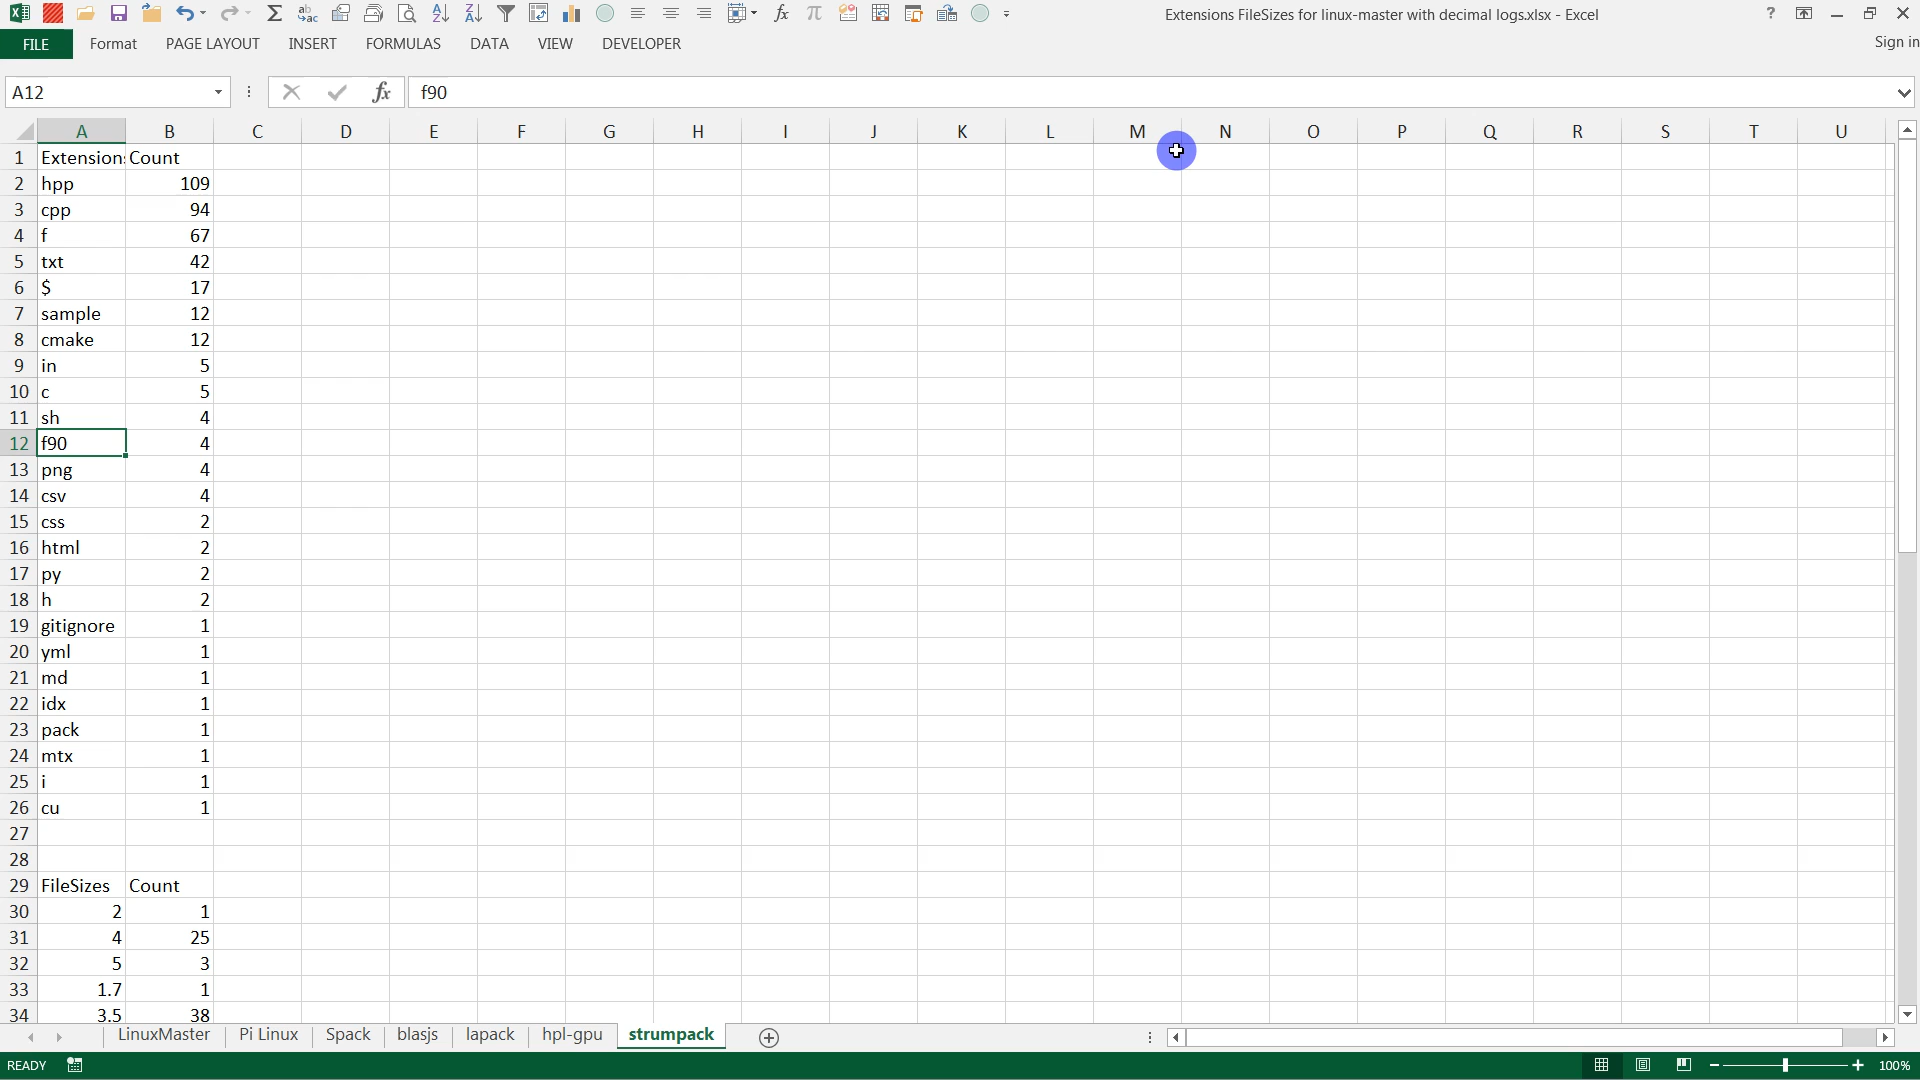 Extensions FileSizes for linux-master with decimal logs.xlsx - Excel
?
FILE Format PAGE LAYOUT INSERT FORMULAS DATA VIEW DEVELOPER Sign in
A12 fx f90
A B C D E F G H I J K L M N O P Q R S T U
1 Extension: Count
2 hpp 109
3 cpp 94
4 f 67
5 txt 42
6 $ 17
7 sample 12
8 cmake 12
9 in 5
10 c 5
11 sh 4
12 f90 4
13 png 4
14 csv 4
15 css 2
16 html 2
17 py 2
18 h 2
19 gitignore 1
20 yml 1
21 md 1
22 idx 1
23 pack 1
24 mtx 1
25 i 1
26 cu 1
27
28
29 FileSizes Count
30 2 1
31 4 25
32 5 3
33 1.7 1
34 3.5 38
LinuxMaster Pi Linux Spack blasjs lapack hpl-gpu strumpack
READY 100%